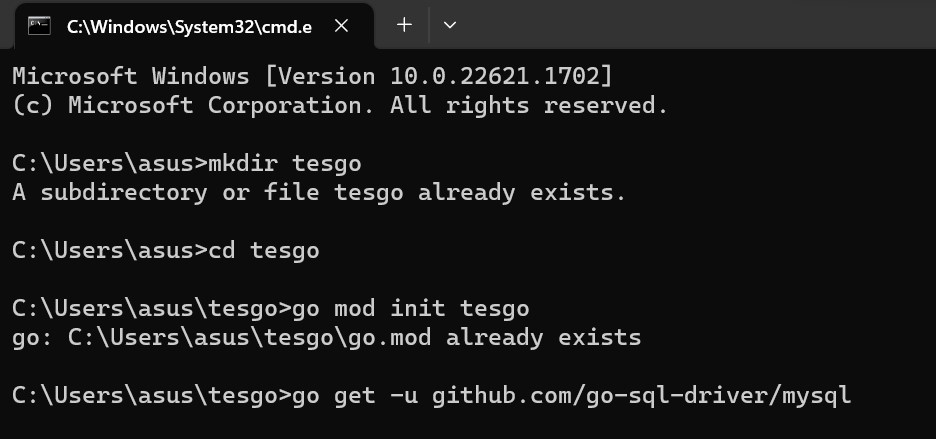 C:\Windows\System32\cmd.e
Microsoft Windows [Version 10.0.22621.1702]
(c) Microsoft Corporation. All rights reserved.
C:\Users\asus>mkdir tesgo
A subdirectory or file tesgo already exists.
C:\Users\asus>cd tesgo
C:\Users\asus\tesgo>go mod init tesgo
go: C:\Users\asus\tesgo\go.mod already exists
C:\Users\asus\tesgo>go get -u github.com/go-sql-driver/mysql